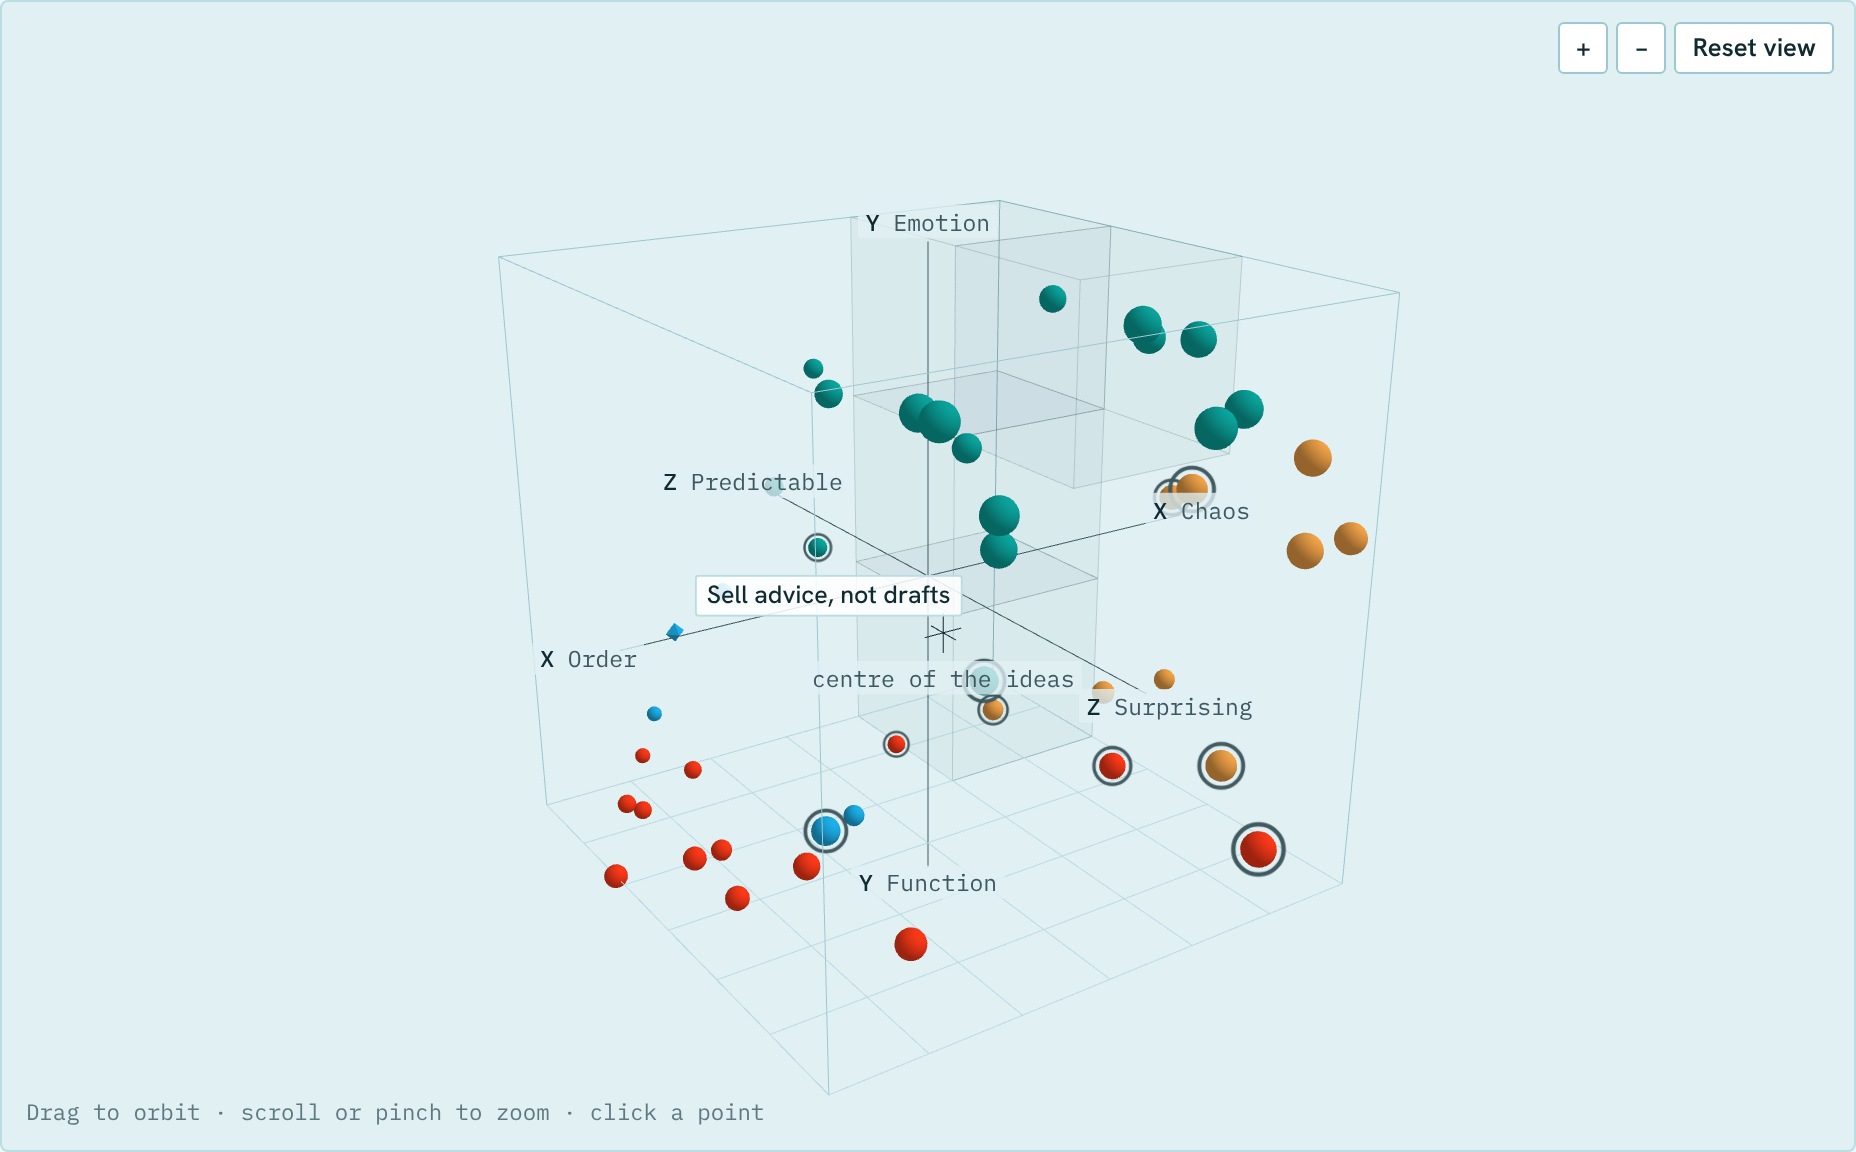 +
-
Reset view
Y Emotion
Z Predictable
X Chaos
Sell advice, not drafts
X Order
centre of the ideas
Z Surprising
Y Function
Drag to orbit · scroll or pinch to zoom · click a point